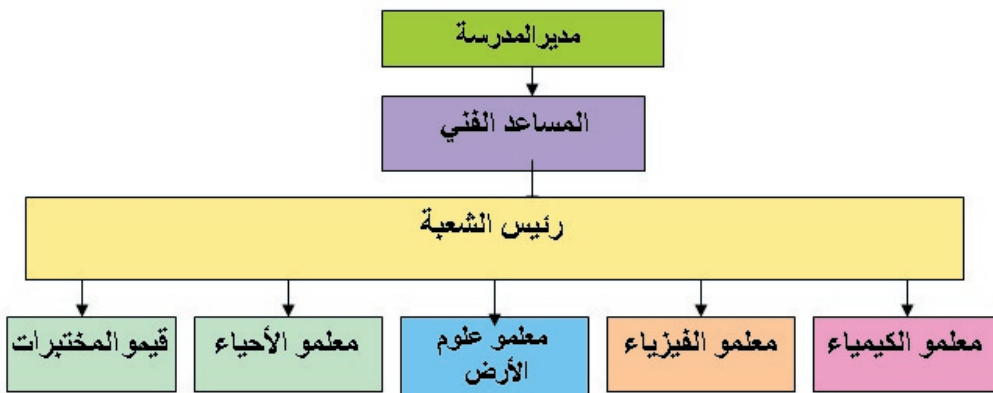 مديرالمدرسة
المساعد الفني
رئيس الشعبة
معلمو الكيمياء
معلمو الفيزياء
معلمو علوم
الأرض
معلمو الأحياء
قيمو المختبرات